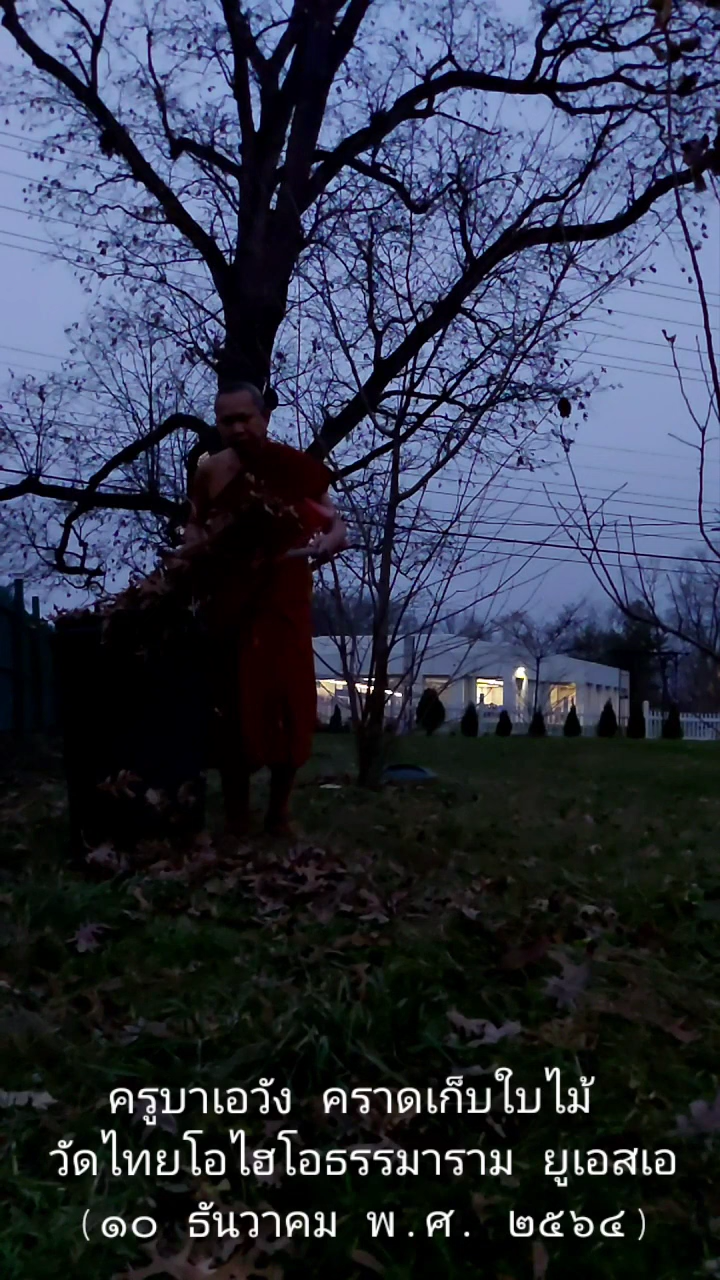 ครูบาเอวัง คราดเก็บใบไม้
วัดไทยโอไฮโอธรรมาราม ยูเอสเอ
(๑๐ ธันวาคม พ.ศ. ๒๕๖๔)